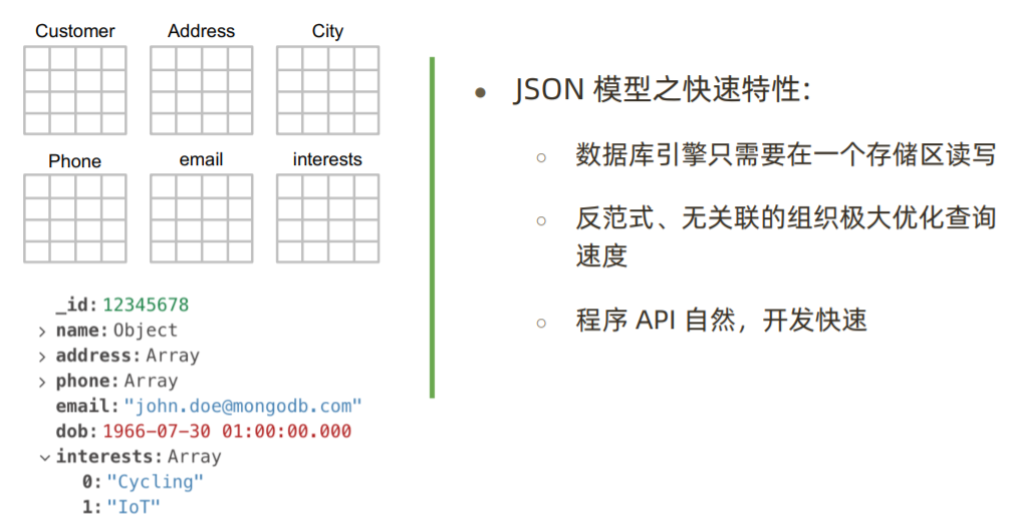 Customer Address City
Phone email interests
_id: 12345678
> name: Object
> address: Array
> phone: Array
email: "john.doe@mongodb.com"
dob: 1966-07-30 01:00:00.000
interests: Array
0: "Cycling"
1: "IoT"
• JSON 模型之快速特性:
○ 数据库引擎只需要在一个存储区读写
○ 反范式、无关联的组织极大优化查询
速度
○ 程序 API 自然，开发快速